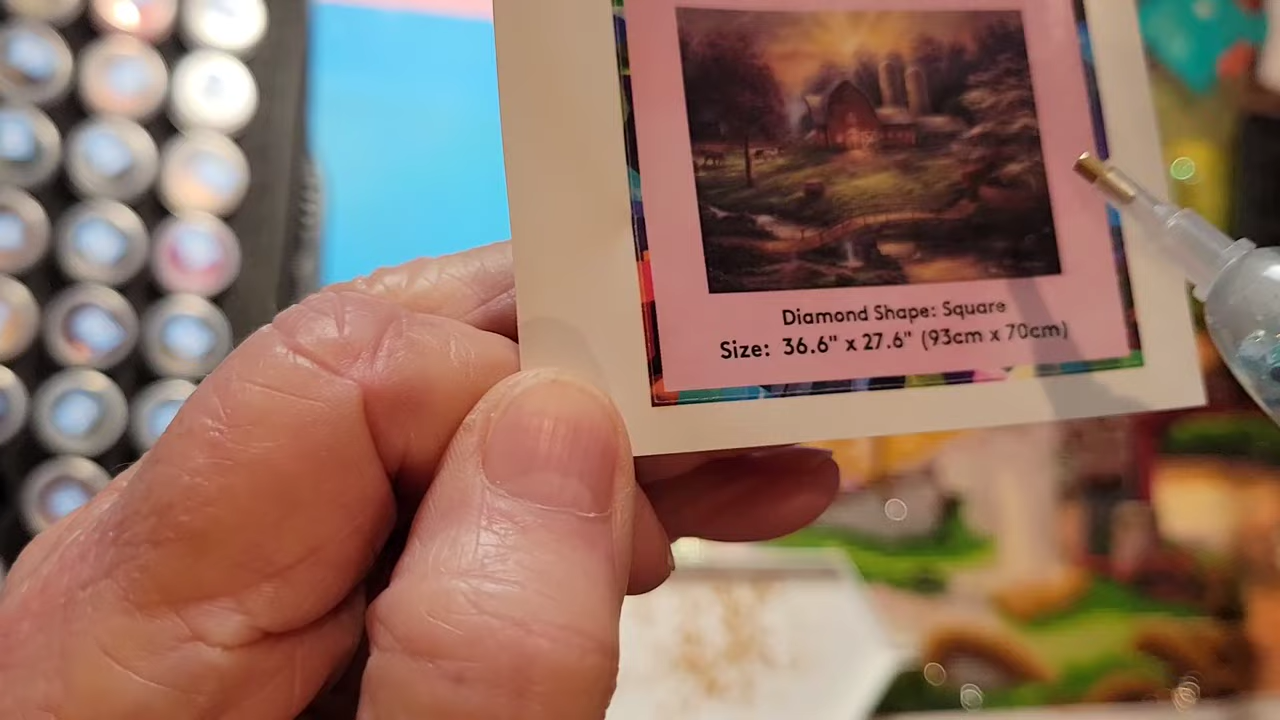 Diamond Shape: Square
Size: 36.6" x 27.6" (93cm x 70cm)